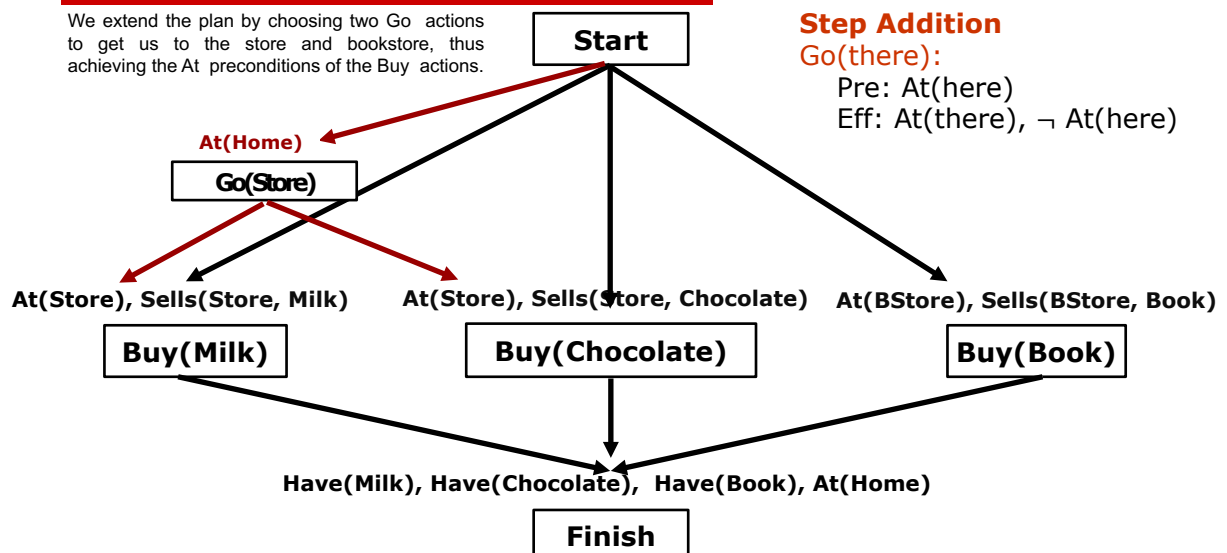 We extend the plan by choosing two Go actions
to get us to the store and bookstore, thus
achieving the At preconditions of the Buy actions.
Start
Step Addition
Go(there):
Pre: At(here)
Eff: At(there), ¬ At(here)
At(Home)
Go(Store)
At(Store), Sells(Store, Milk)
At(Store), Sells(Store, Chocolate)
At(BStore), Sells(BStore, Book)
Buy(Milk)
Buy(Chocolate)
Buy(Book)
Have(Milk), Have(Chocolate), Have(Book), At(Home)
Finish